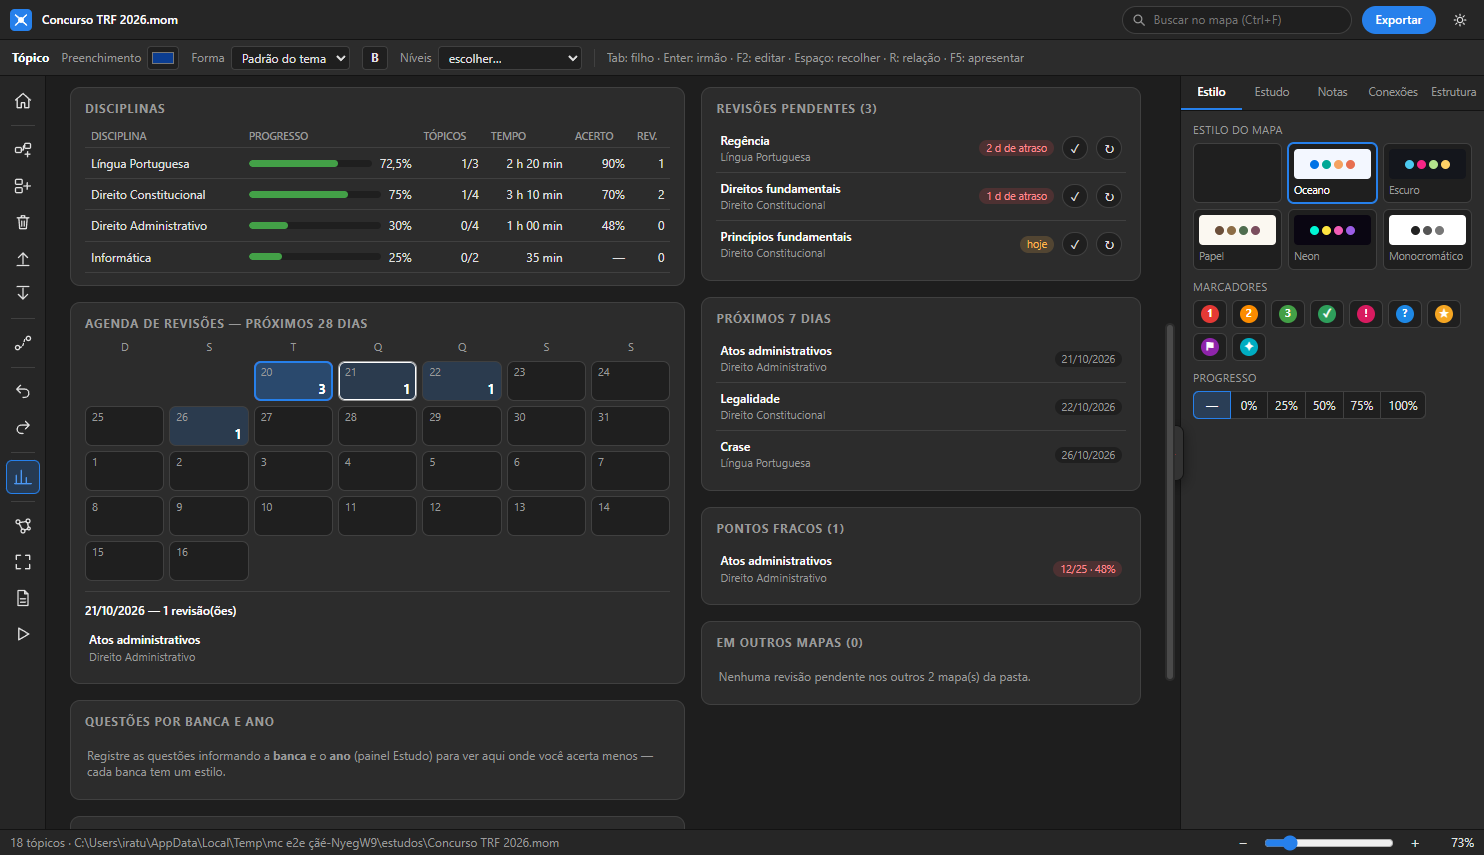 Concurso TRF 2026.mom
Buscar no mapa (Ctrl+F)
Exportar
Tópico Preenchimento Forma Padrão do tema B Níveis escolher... Tab: filho · Enter: irmão · F2: editar · Espaço: recolher · R: relação · F5: apresentar
DISCIPLINAS
DISCIPLINA PROGRESSO TÓPICOS TEMPO ACERTO REV.
Língua Portuguesa 72,5% 1/3 2 h 20 min 90% 1
Direito Constitucional 75% 1/4 3 h 10 min 70% 2
Direito Administrativo 30% 0/4 1 h 00 min 48% 0
Informática 25% 0/2 35 min — 0
AGENDA DE REVISÕES — PRÓXIMOS 28 DIAS
D S T Q Q S S
20 3 21 1 22 1 23 24
25 26 1 27 28 29 30 31
1 2 3 4 5 6 7
8 9 10 11 12 13 14
15 16
21/10/2026 — 1 revisão(ões)
Atos administrativos
Direito Administrativo
QUESTÕES POR BANCA E ANO
Registre as questões informando a banca e o ano (painel Estudo) para ver aqui onde você acerta menos —
cada banca tem um estilo.
REVISÕES PENDENTES (3)
Regência
Língua Portuguesa
2 d de atraso
Direitos fundamentais
Direito Constitucional
1 d de atraso
Princípios fundamentais
Direito Constitucional
hoje
PRÓXIMOS 7 DIAS
Atos administrativos
Direito Administrativo
21/10/2026
Legalidade
Direito Constitucional
22/10/2026
Crase
Língua Portuguesa
26/10/2026
PONTOS FRACOS (1)
Atos administrativos
Direito Administrativo
12/25 · 48%
EM OUTROS MAPAS (0)
Nenhuma revisão pendente nos outros 2 mapa(s) da pasta.
Estilo Estudo Notas Conexões Estrutura
ESTILO DO MAPA
Oceano Escuro
Papel Neon Monocromático
MARCADORES
1 2 3 ✓ ! ? ★
PROGRESSO
— 0% 25% 50% 75% 100%
18 tópicos · C:\Users\iratu\AppData\Local\Temp\mc e2e çãé-NyegW9\estudos\Concurso TRF 2026.mom
− + 73%